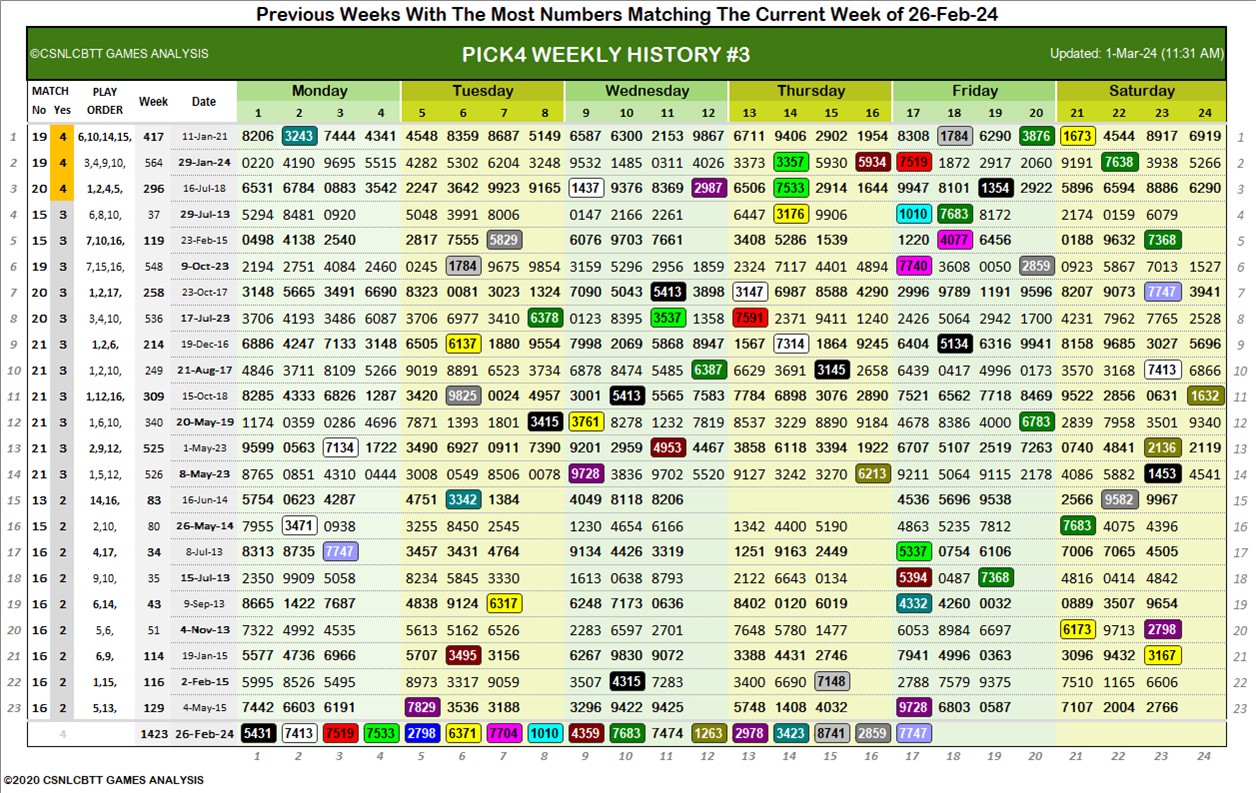 Previous Weeks With The Most Numbers Matching The Current Week of 26-Feb-24
©CSNLCBTT GAMES ANALYSIS PICK4 WEEKLY HISTORY #3 Updated: 1-Mar-24 (11:31 AM)
MATCH PLAY Week Date Monday Tuesday Wednesday Thursday Friday Saturday
No Yes ORDER 1 2 3 4 5 6 7 8 9 10 11 12 13 14 15 16 17 18 19 20 21 22 23 24
1 19 4 6,10,14,15, 417 11-Jan-21 8206 3243 7444 4341 4548 8359 8687 5149 6587 6300 2153 9867 6711 9406 2902 1954 8308 1784 6290 3876 1673 4544 8917 6919 1
2 19 4 3,4,9,10, 564 29-Jan-24 0220 4190 9695 5515 4282 5302 6204 3248 9532 1485 0311 4026 3373 3357 5930 5934 7519 1872 2917 2060 9191 7638 3938 5266 2
3 20 4 1,2,4,5, 296 16-Jul-18 6531 6784 0883 3542 2247 3642 9923 9165 1437 9376 8369 2987 6506 7533 2914 1644 9947 8101 1354 2922 5896 6594 8886 6290 3
4 15 3 6,8,10, 37 29-Jul-13 5294 8481 0920 5048 3991 8006 0147 2166 2261 6447 3176 9906 1010 7683 8172 2174 0159 6079 4
5 15 3 7,10,16, 119 23-Feb-15 0498 4138 2540 2817 7555 5829 6076 9703 7661 3408 5286 1539 1220 4077 6456 0188 9632 7368 5
6 19 3 7,15,16, 548 9-Oct-23 2194 2751 4084 2460 0245 1784 9675 9854 3159 5296 2956 1859 2324 7117 4401 4894 7740 3608 0050 2859 0923 5867 7013 1527 6
7 20 3 1,2,17, 258 23-Oct-17 3148 5665 3491 6690 8323 0081 3023 1324 7090 5043 5413 3898 3147 6987 8588 4290 2996 9789 1191 9596 8207 9073 7747 3941 7
8 20 3 3,4,10, 536 17-Jul-23 3706 4193 3486 6087 3706 6977 3410 6378 0123 8395 3537 1358 7591 2371 9411 1240 2426 5064 2942 1700 4231 7962 7765 2528 8
9 21 3 1,2,6, 214 19-Dec-16 6886 4247 7133 3148 6505 6137 1880 9554 7998 2069 5868 8947 1567 7314 1864 9245 6404 5134 6316 9941 8158 9685 3027 5696 9
10 21 3 1,2,10, 249 21-Aug-17 4846 3711 8109 5266 9019 8891 6523 3734 6878 8474 5485 6387 6629 3691 3145 2658 6439 0417 4996 0173 3570 3168 7413 6866 10
11 21 3 1,12,16, 309 15-Oct-18 8285 4333 6826 1287 3420 9825 0024 4957 3001 5413 5565 7583 7784 6898 3076 2890 7521 6562 7718 8469 9522 2856 0631 1632 11
12 21 3 1,6,10, 340 20-May-19 1174 0359 0286 4696 7871 1393 1801 3415 3761 8278 1232 7819 8537 3229 8890 9184 4678 8386 4000 6783 2839 7958 3501 9340 12
13 21 3 2,9,12, 525 1-May-23 9599 0563 7134 1722 3490 6927 0911 7390 9201 2959 4953 4467 3858 6118 3394 1922 6707 5107 2519 7263 0740 4841 2136 2119 13
14 21 3 1,5,12, 526 8-May-23 8765 0851 4310 0444 3008 0549 8506 0078 9728 3836 9702 5520 9127 3242 3270 6213 9211 5064 9115 2178 4086 5882 1453 4541 14
15 13 2 14,16, 83 16-Jun-14 5754 0623 4287 4751 3342 1384 4049 8118 8206 4536 5696 9538 2566 9582 9967 15
16 15 2 2,10, 80 26-May-14 7955 3471 0938 3255 8450 2545 1230 4654 6166 1342 4400 5190 4863 5235 7812 7683 4075 4396 16
17 16 2 4,17, 34 8-Jul-13 8313 8735 7747 3457 3431 4764 9134 4426 3319 1251 9163 2449 5337 0754 6106 7006 7065 4505 17
18 16 2 9,10, 35 15-Jul-13 2350 9909 5058 8234 5845 3330 1613 0638 8793 2122 6643 0134 5394 0487 7368 4816 0414 4842 18
19 16 2 6,14, 43 9-Sep-13 8665 1422 7687 4838 9124 6317 6248 7173 0636 8402 0120 6019 4332 4260 0032 0889 3507 9654 19
20 16 2 5,6, 51 4-Nov-13 7322 4992 4535 5613 5162 6526 2283 6597 2701 7648 5780 1477 6053 8984 6697 6173 9713 2798 20
21 16 2 6,9, 114 19-Jan-15 5577 4736 6966 5707 3495 3156 6267 9830 9072 3388 4431 2746 7941 4996 0363 3096 9432 3167 21
22 16 2 1,15, 116 2-Feb-15 5995 8526 5495 8973 3317 9059 3507 4315 7283 3400 6690 7148 2788 7579 9375 7510 1165 6606 22
23 16 2 5,13, 129 4-May-15 7442 6603 6191 7829 3536 3188 3296 9422 9425 5748 1408 4032 9728 6803 0587 7107 2004 2766 23
4 1423 26-Feb-24 5431 7413 7519 7533 2798 6371 7704 1010 4359 7683 7474 1263 2978 3423 8741 2859 7747
1 2 3 4 5 6 7 8 9 10 11 12 13 14 15 16 17 18 19 20 21 22 23 24
©2020 CSNLCBTT GAMES ANALYSIS